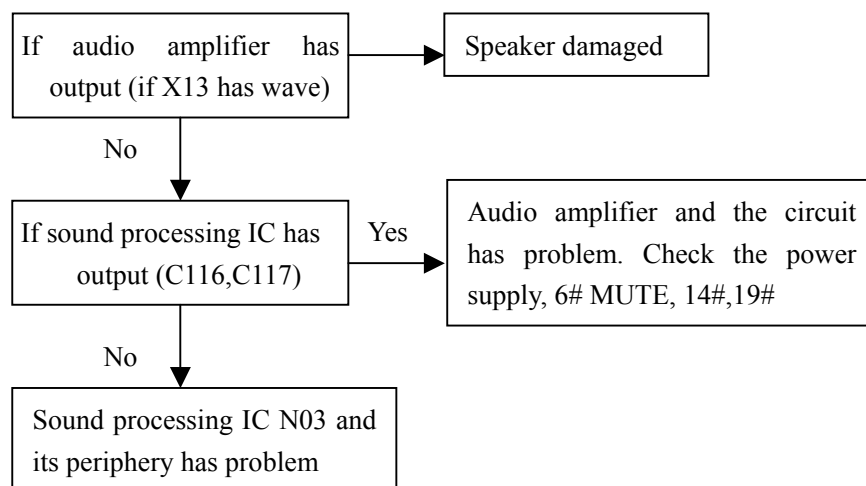 If audio amplifier has
output (if X13 has wave)
Speaker damaged
No
If sound processing IC has
output (C116,C117)
Yes
Audio amplifier and the circuit
has problem. Check the power
supply, 6# MUTE, 14#,19#
No
Sound processing IC N03 and
its periphery has problem